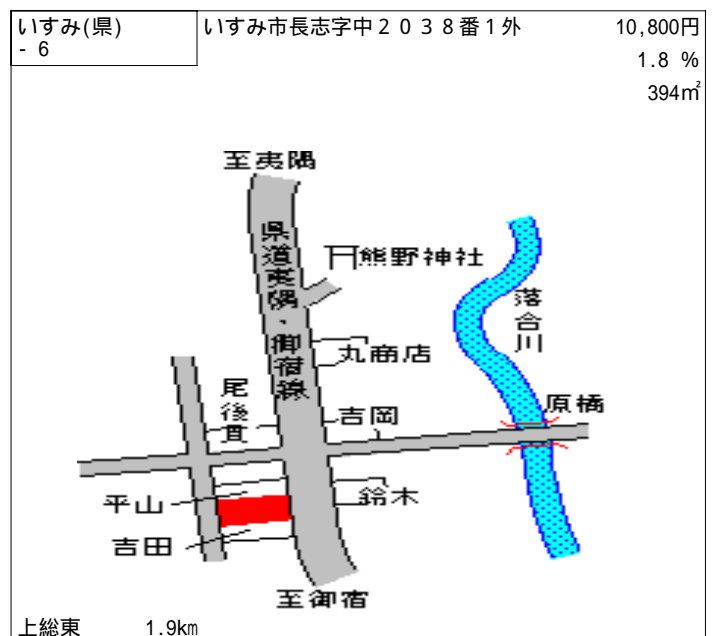 いすみ(県)
- 6
いすみ市長志字中２０３８番１外
10,800円
1.8 %
394㎡
至夷隅
県道夷隅・御宿線
熊野神社
落合川
丸商店
尾後貫
吉岡
原橋
平山
鈴木
吉田
至御宿
上総東 1.9km